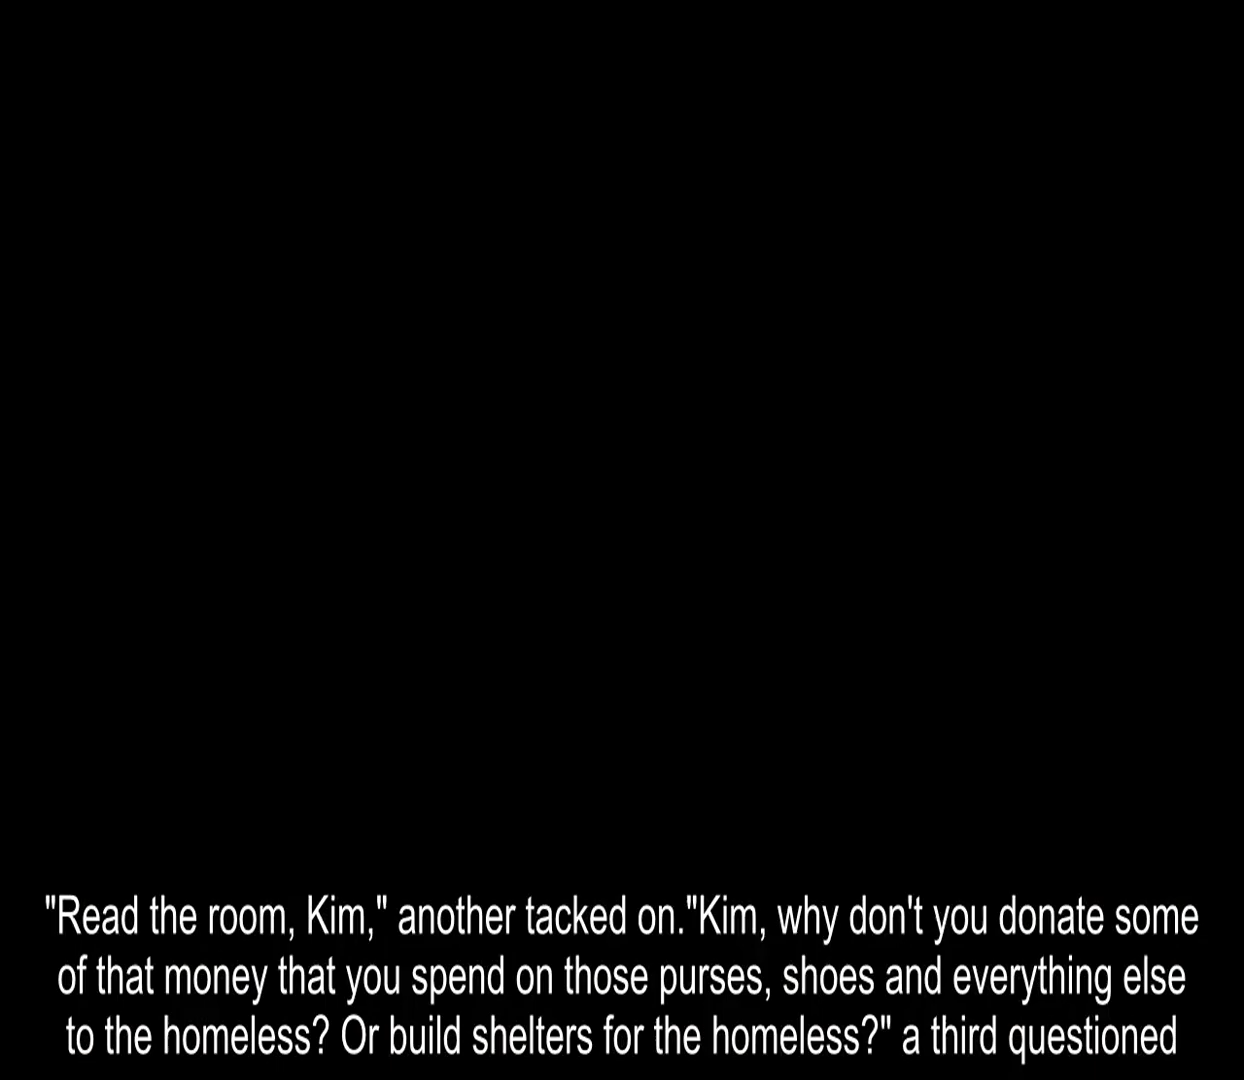 "Read the room, Kim," another tacked on."Kim, why don't you donate some
of that money that you spend on those purses, shoes and everything else
to the homeless? Or build shelters for the homeless?" a third questioned